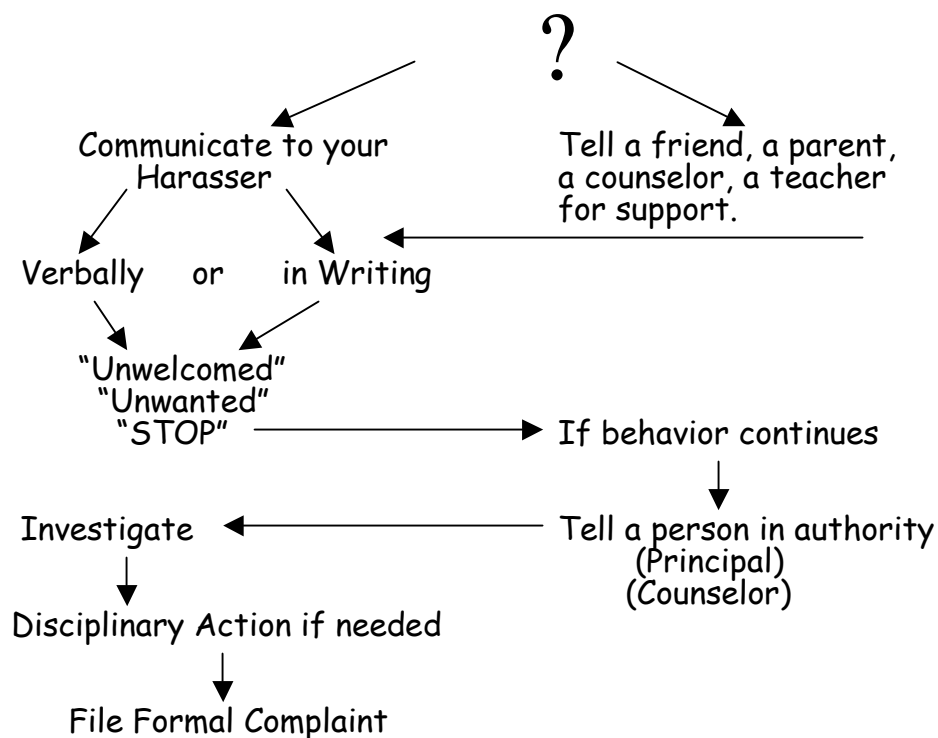 ?
Communicate to your
Harasser
Tell a friend, a parent,
a counselor, a teacher
for support.
Verbally or in Writing
“Unwelcomed”
“Unwanted”
“STOP”
If behavior continues
Investigate
Tell a person in authority
(Principal)
(Counselor)
Disciplinary Action if needed
File Formal Complaint